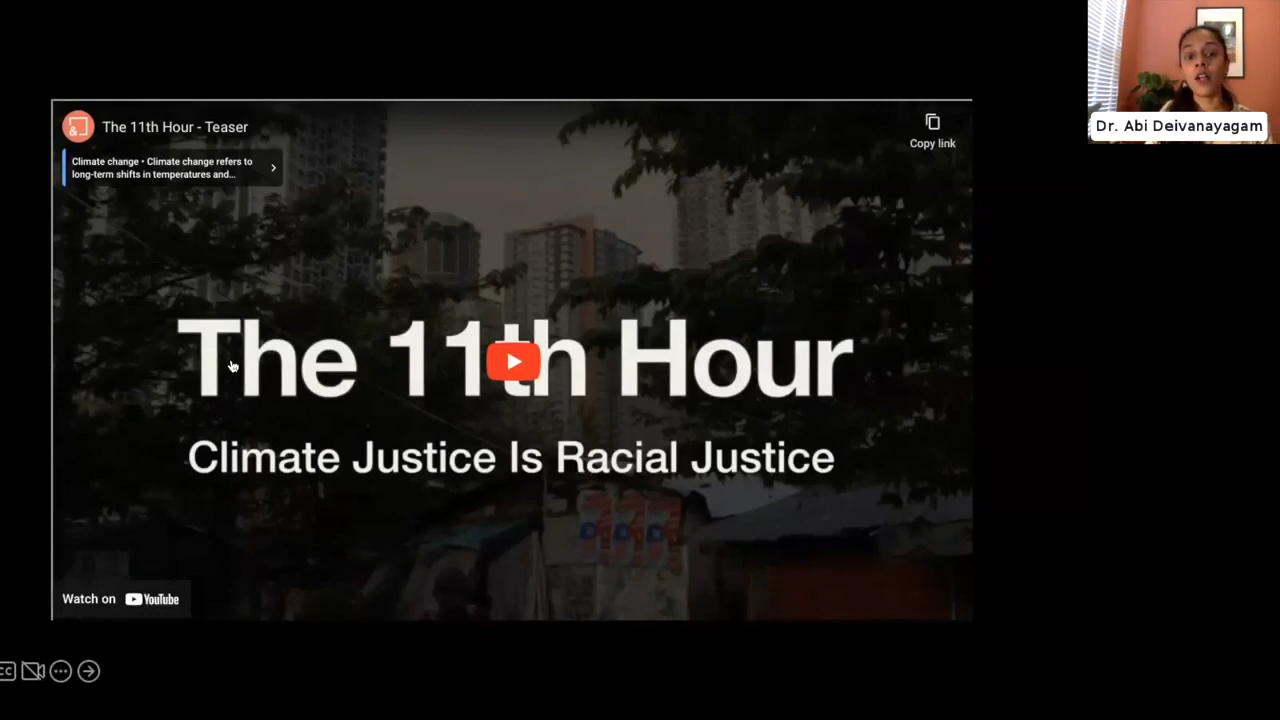 The 11th Hour - Teaser
Copy link
Climate change • Climate change refers to
long-term shifts in temperatures and...
Dr. Abi Deivanayagam
The 11th Hour
Climate Justice Is Racial Justice
Watch on YouTube
CC